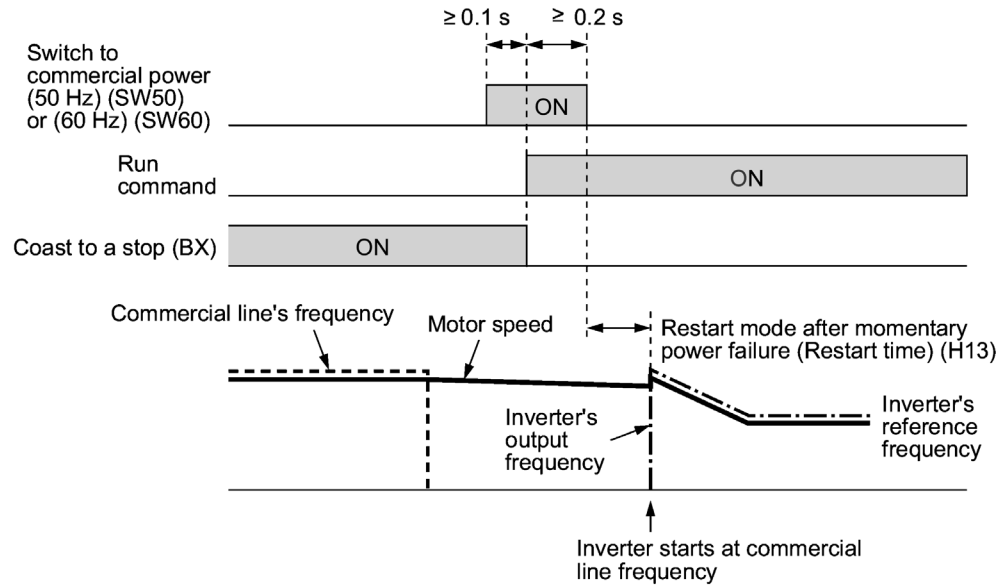 ≥ 0.1 s
≥ 0.2 s
Switch to
commercial power
(50 Hz) (SW50)
or (60 Hz) (SW60)
ON
Run
command
ON
Coast to a stop (BX)
ON
Commercial line's frequency
Motor speed
Restart mode after momentary
power failure (Restart time) (H13)
Inverter's
output
frequency
Inverter's
reference
frequency
Inverter starts at commercial
line frequency